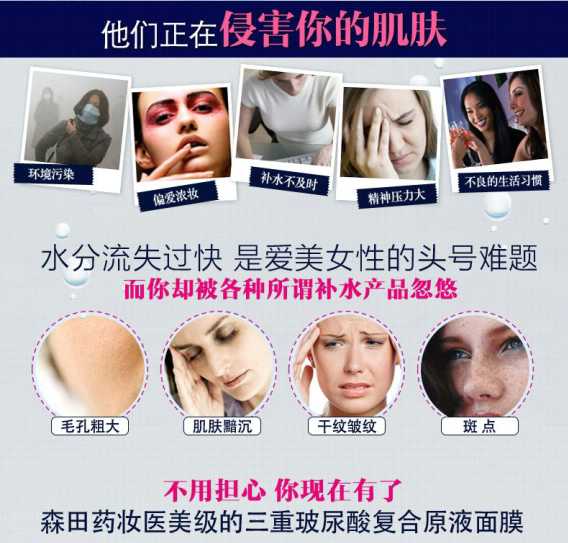 他们正在侵害你的肌肤
环境污染
偏爱浓妆
补水不及时
精神压力大
不良的生活习惯
水分流失过快 是爱美女性的头号难题
而你却被各种所谓补水产品忽悠
毛孔粗大
肌肤黯沉
干纹皱纹
斑点
不用担心 你现在有了
森田药妆医美级的三重玻尿酸复合原液面膜